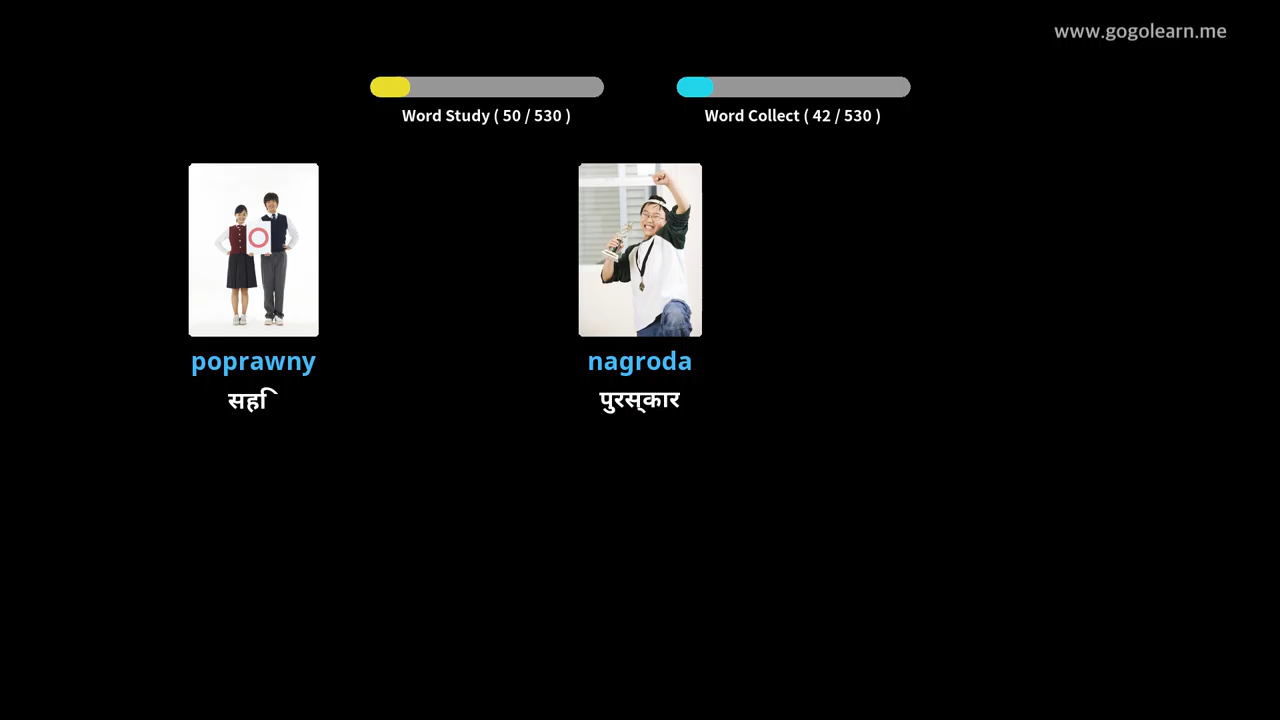 www.gogolearn.me
Word Study ( 50 / 530 )
Word Collect ( 42 / 530 )
poprawny
nagroda
सहि
पुरस्कार